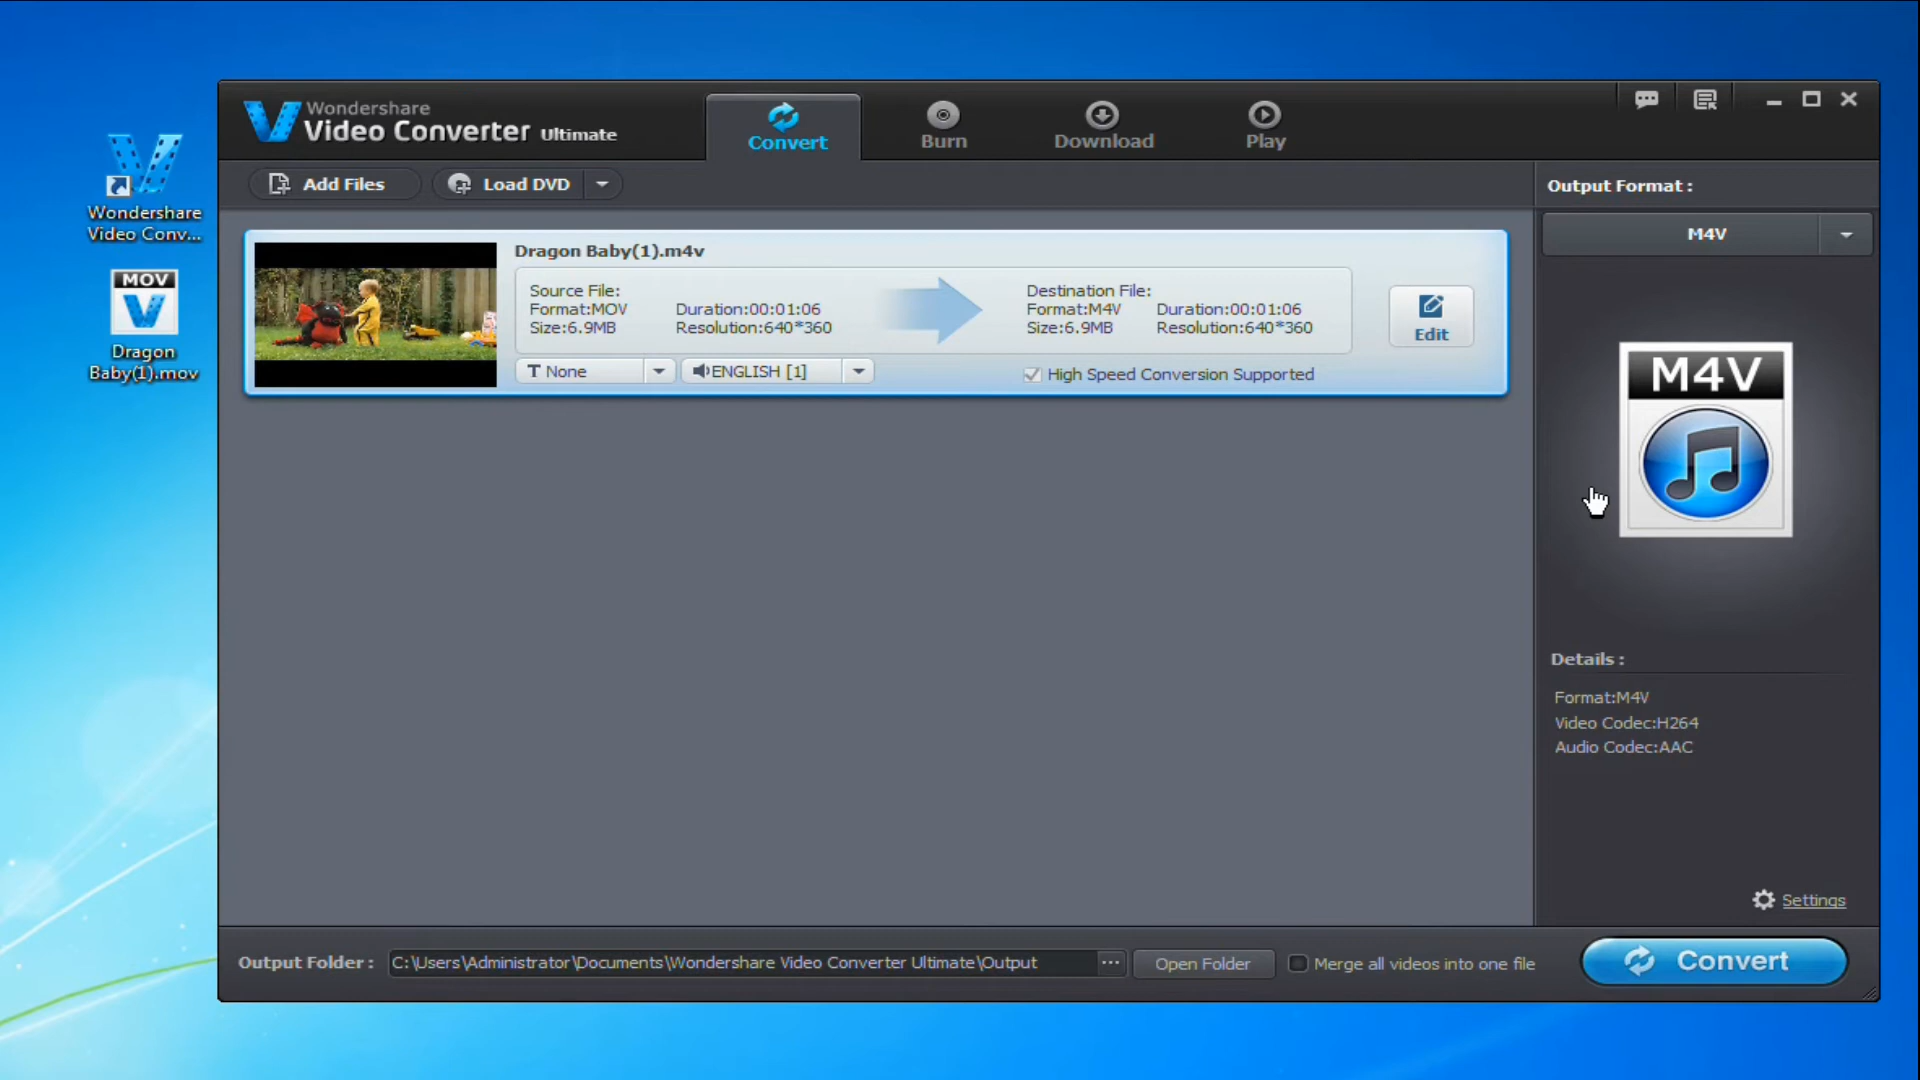 Wondershare
Video Converter Ultimate
Convert
Burn
Download
Play
Add Files
Load DVD
Output Format :
M4V
Wondershare
Video Conv...
MOV
Dragon
Baby(1).mov
Dragon Baby(1).m4v
Source File:
Format:MOV Duration:00:01:06
Size:6.9MB Resolution:640*360
Destination File:
Format:M4V Duration:00:01:06
Size:6.9MB Resolution:640*360
Edit
T None
ENGLISH [1]
High Speed Conversion Supported
M4V
Details :
Format:M4V
Video Codec:H264
Audio Codec:AAC
Settings
Output Folder : C:\Users\Administrator\Documents\Wondershare Video Converter Ultimate\Output ...
Open Folder
Merge all videos into one file
Convert